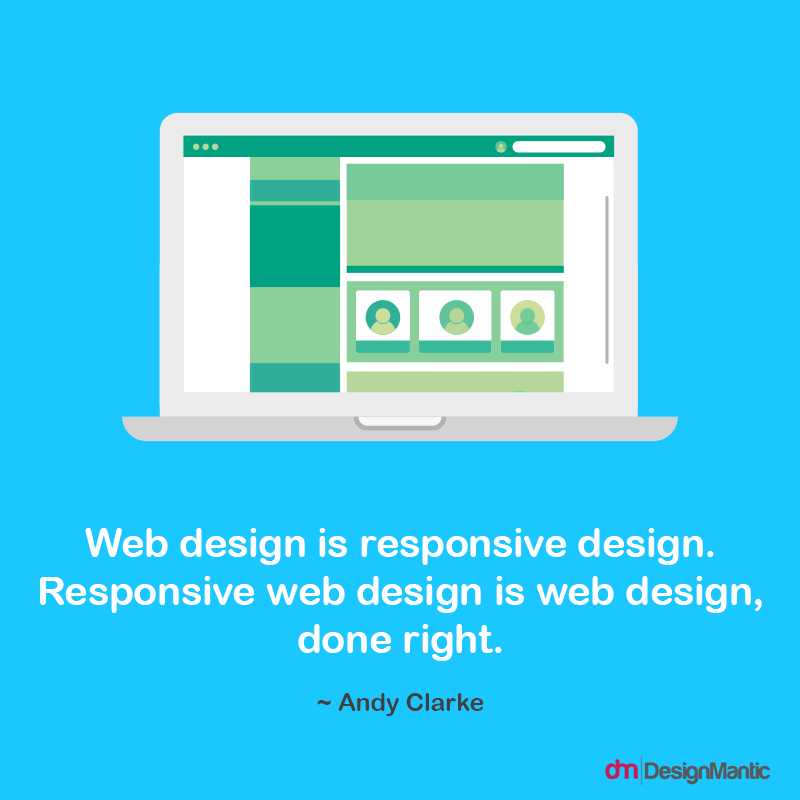 Web design is responsive design.
Responsive web design is web design,
done right.
~ Andy Clarke
dm DesignMantic